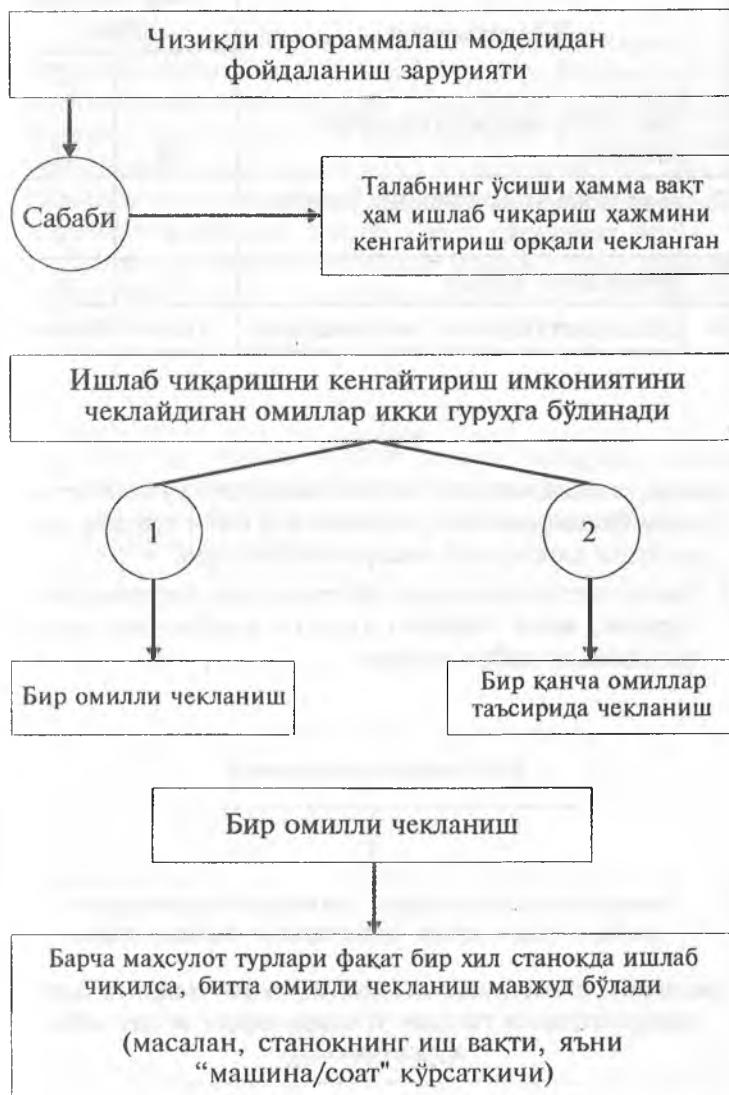 Чизиқли программалаш моделидан
фойдаланиш зарурияти
Сабаби
Талабнинг ўсиши ҳамма вақт
ҳам ишлаб чиқариш ҳажмини
кенгайтириш орқали чекланган
Ишлаб чиқаришни кенгайтириш имкониятини
чеклайдиган омиллар икки гуруҳга бўлинади
1
2
Бир омилли чекланиш
Бир қанча омиллар
таъсирида чекланиш
Бир омилли чекланиш
Барча маҳсулот турлари фақат бир хил станокда ишлаб
чиқилса, битта омилли чекланиш мавжуд бўлади
(масалан, станокнинг иш вақти, яъни
“машина/соат" кўрсаткичи)